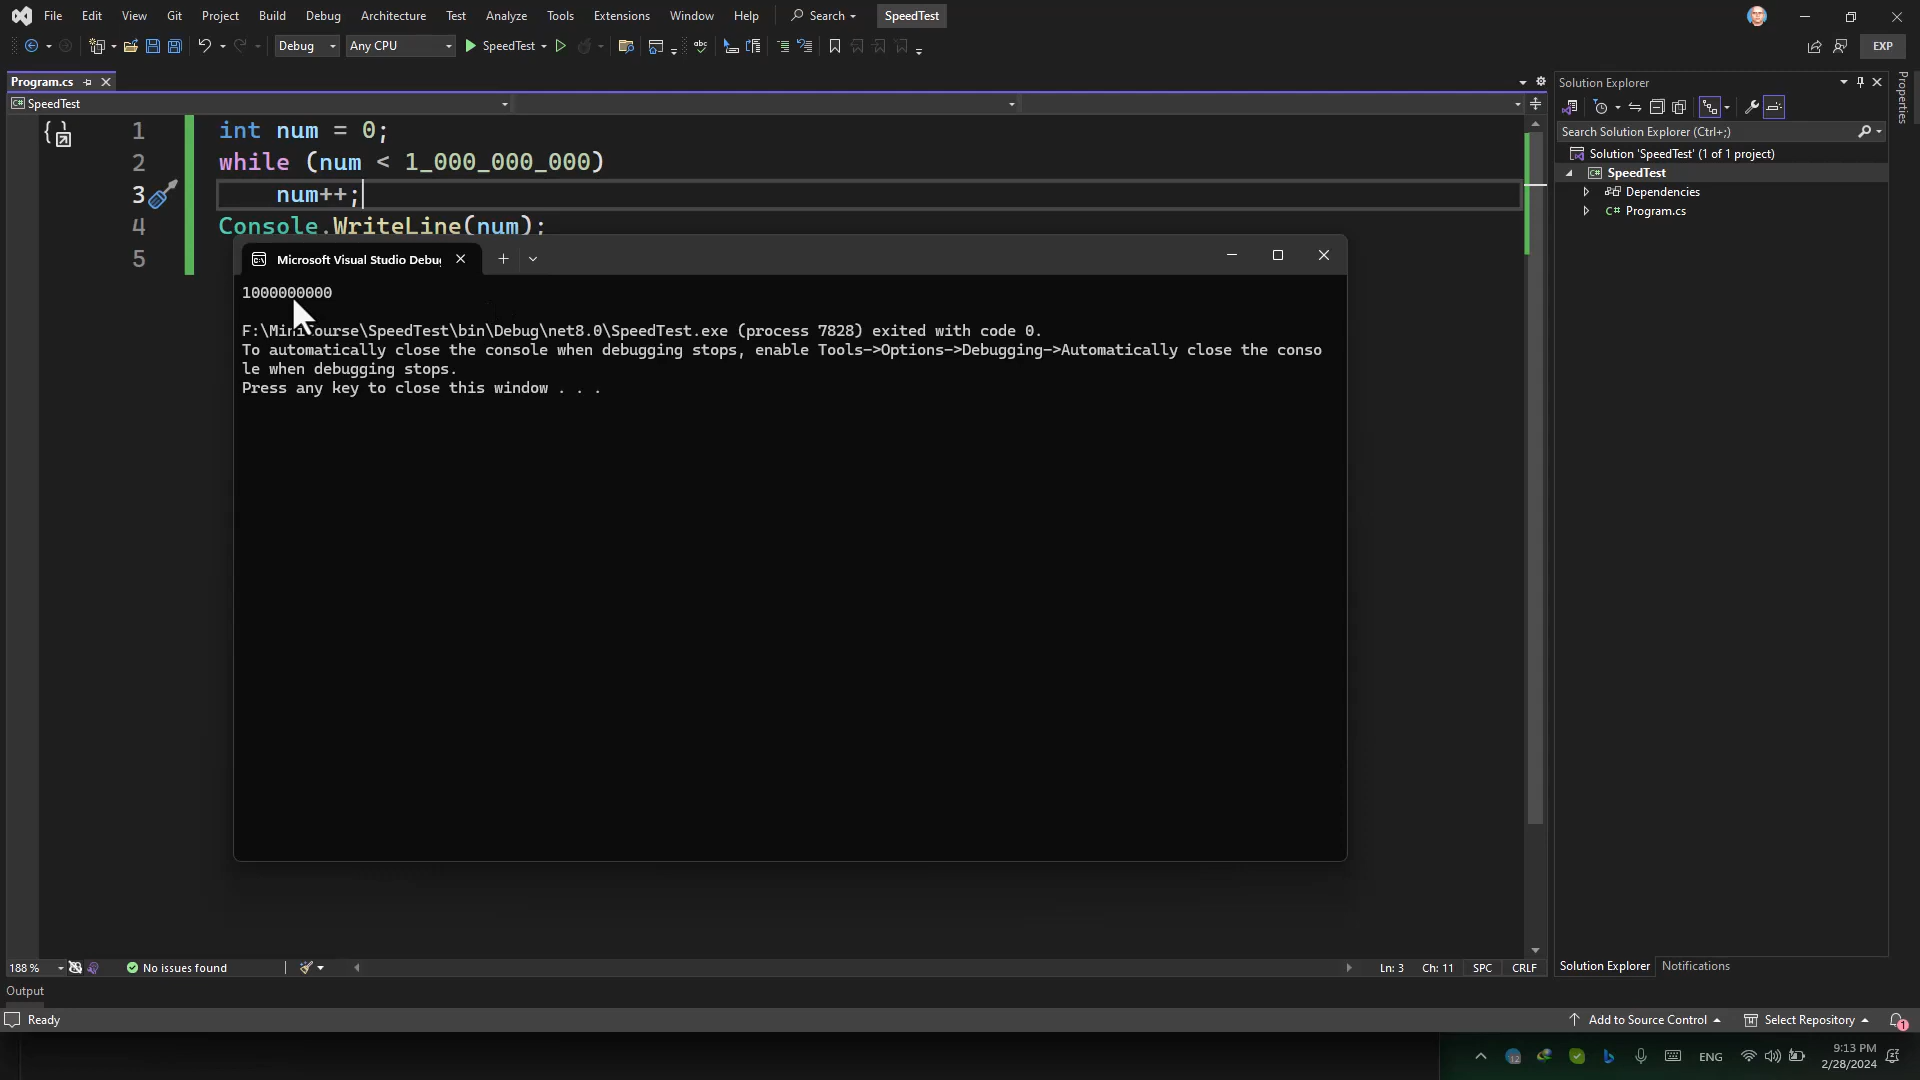 File Edit View Git Project Build Debug Architecture Test Analyze Tools Extensions Window Help Search SpeedTest
Debug Any CPU SpeedTest EXP
Program.cs
SpeedTest
1 int num = 0;
2 while (num < 1_000_000_000)
3 num++;
4 Console.WriteLine(num);
5
Microsoft Visual Studio Debug
1000000000
F:\MiniCourse\SpeedTest\bin\Debug\net8.0\SpeedTest.exe (process 7828) exited with code 0.
To automatically close the console when debugging stops, enable Tools->Options->Debugging->Automatically close the conso
le when debugging stops.
Press any key to close this window . . .
Solution Explorer
Search Solution Explorer (Ctrl+;)
Solution 'SpeedTest' (1 of 1 project)
C# SpeedTest
Dependencies
C# Program.cs
Properties
188 % No issues found Ln: 3 Ch: 11 SPC CRLF
Solution Explorer Notifications
Output
Ready Add to Source Control Select Repository 1
12 ENG 9:13 PM
2/28/2024